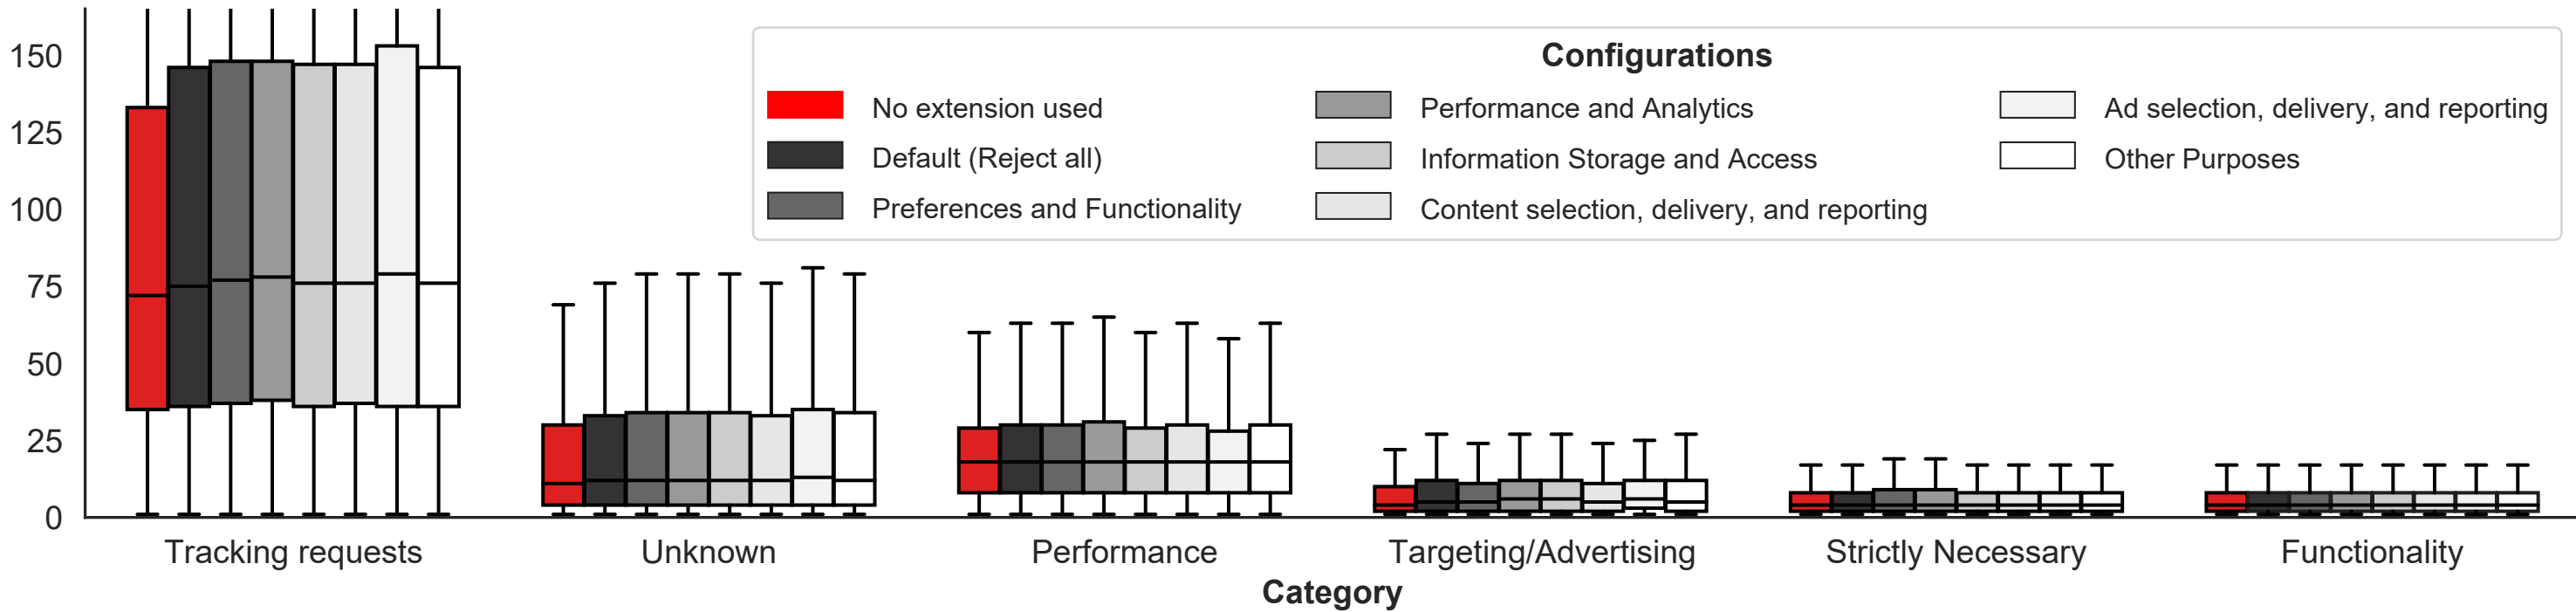 150
125
100
75
50
25
0
Configurations
No extension used
Default (Reject all)
Preferences and Functionality
Performance and Analytics
Information Storage and Access
Content selection, delivery, and reporting
Ad selection, delivery, and reporting
Other Purposes
Tracking requests
Unknown
Performance
Targeting/Advertising
Strictly Necessary
Functionality
Category